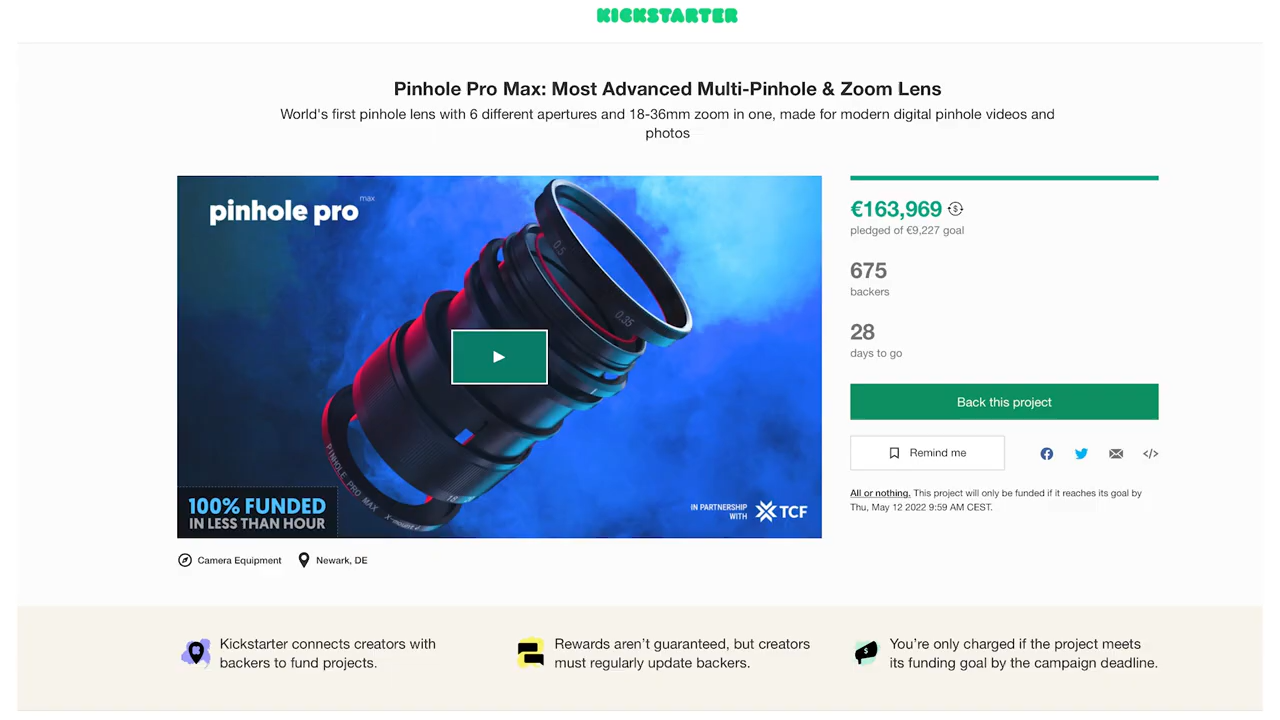 KICKSTARTER
Pinhole Pro Max: Most Advanced Multi-Pinhole & Zoom Lens
World's first pinhole lens with 6 different apertures and 18-36mm zoom in one, made for modern digital pinhole videos and
photos
pinhole pro max
0.5
0.35
PINHOLE PRO MAX
18
100% FUNDED
IN LESS THAN HOUR
IN PARTNERSHIP
WITH
TCF
Camera Equipment
Newark, DE
€163,969
pledged of €9,227 goal
675
backers
28
days to go
Back this project
Remind me
All or nothing. This project will only be funded if it reaches its goal by
Thu, May 12 2022 9:59 AM CEST.
Kickstarter connects creators with
backers to fund projects.
Rewards aren’t guaranteed, but creators
must regularly update backers.
You’re only charged if the project meets
its funding goal by the campaign deadline.